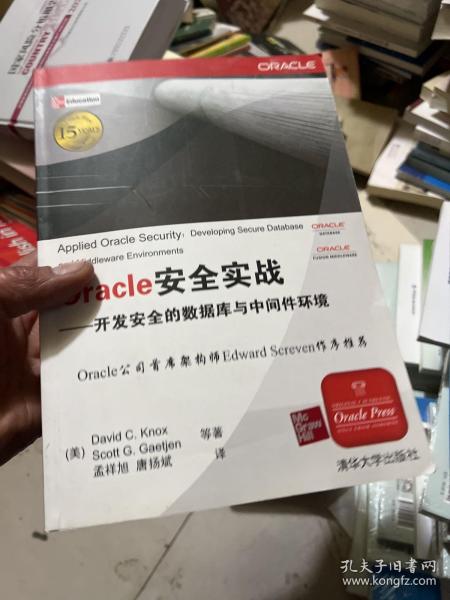 ORACLE
Education
15 YEARS
Applied Oracle Security: Developing Secure Database
Middleware Environments
ORACLE
DATABASE
ORACLE
FUSION MIDDLEWARE
Oracle安全实战
——开发安全的数据库与中间件环境
Oracle公司首席架构师Edward Screven作序推荐
(美)
David C. Knox
Scott G. Gaetjen
等著
孟祥旭 唐扬斌
译
Mc
Graw
Hill
Oracle Press
清华大学出版社
孔夫子旧书网
www.kongfz.com